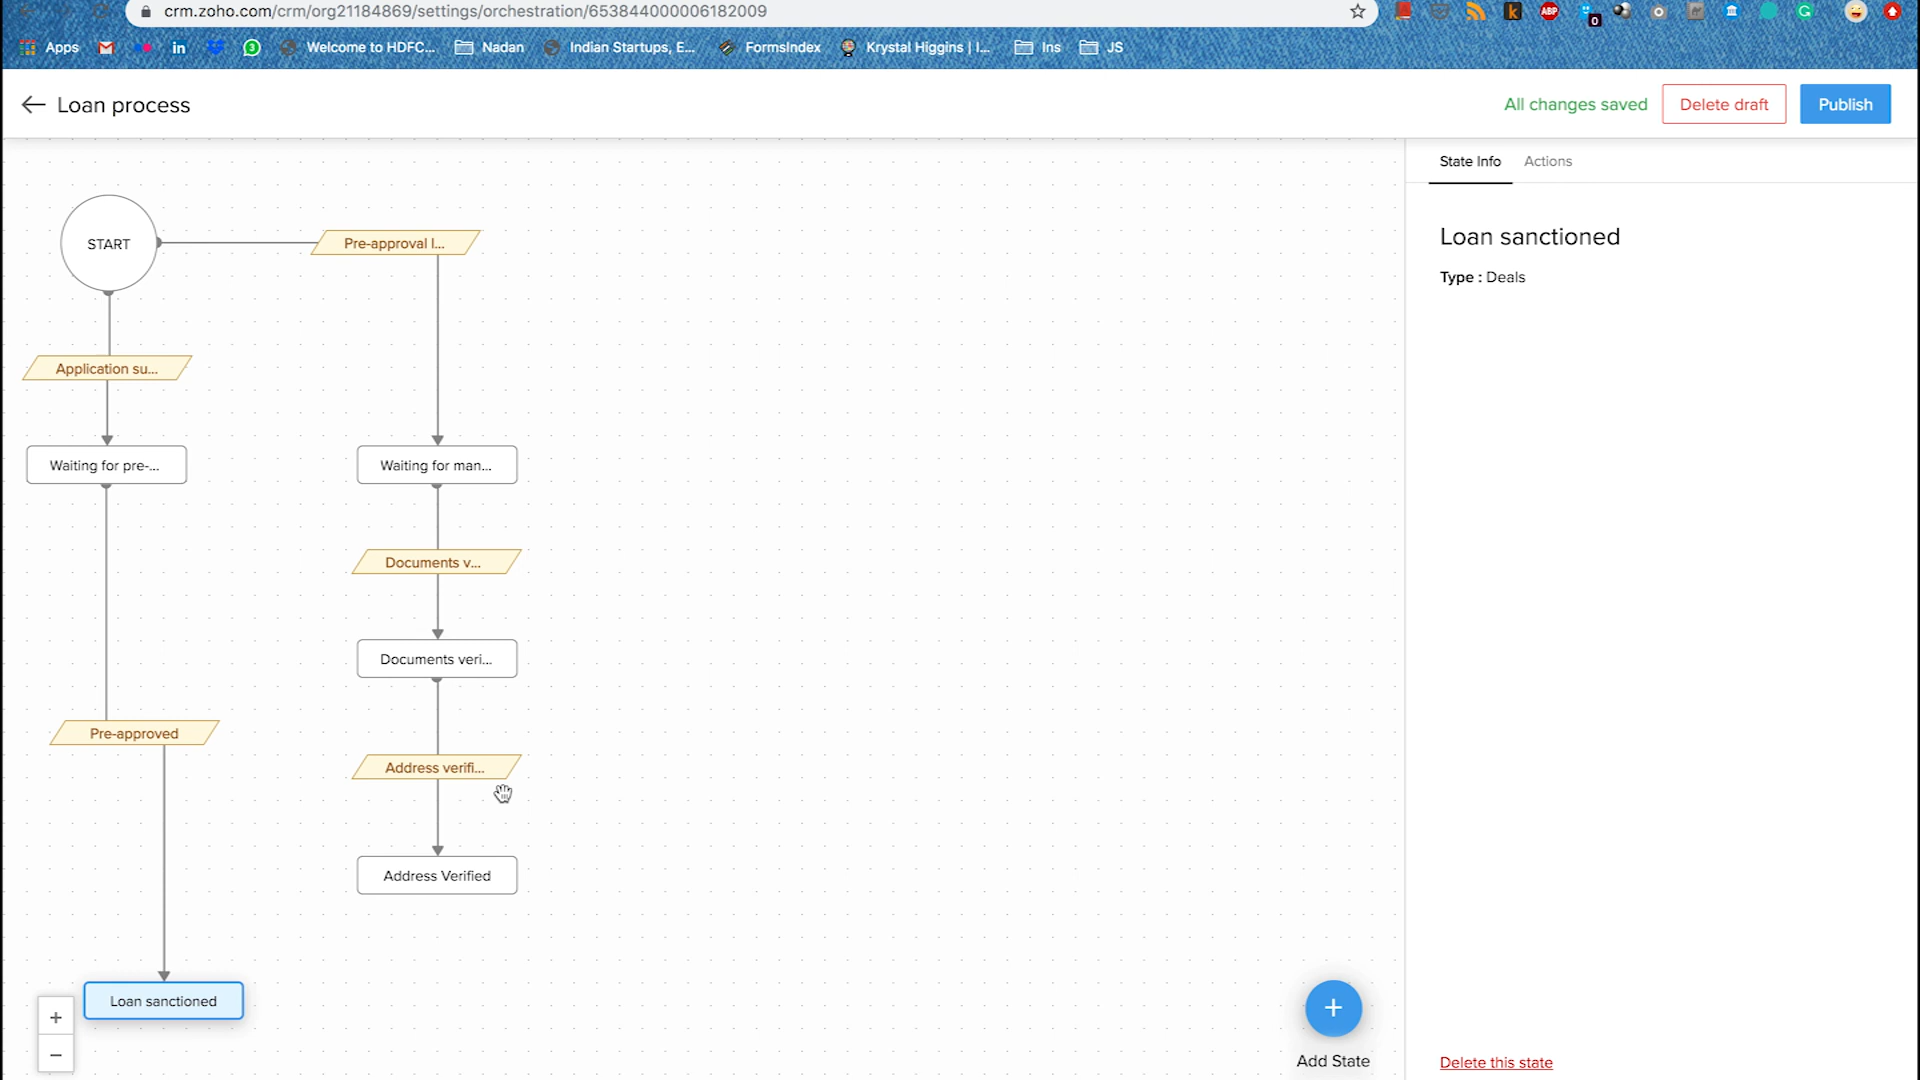 crm.zoho.com/crm/org21184869/settings/orchestration/653844000006182009
ABP
0
k
G
Apps
in
3
Welcome to HDFC...
Nadan
Indian Startups, E...
FormsIndex
Krystal Higgins | I...
Ins
JS
Loan process
All changes saved
Delete draft
Publish
State Info
Actions
START
Pre-approval l...
Loan sanctioned
Type : Deals
Application su...
Waiting for pre-...
Waiting for man...
Documents v...
Documents veri...
Pre-approved
Address verifi...
Address Verified
Loan sanctioned
+
−
+
Add State
Delete this state